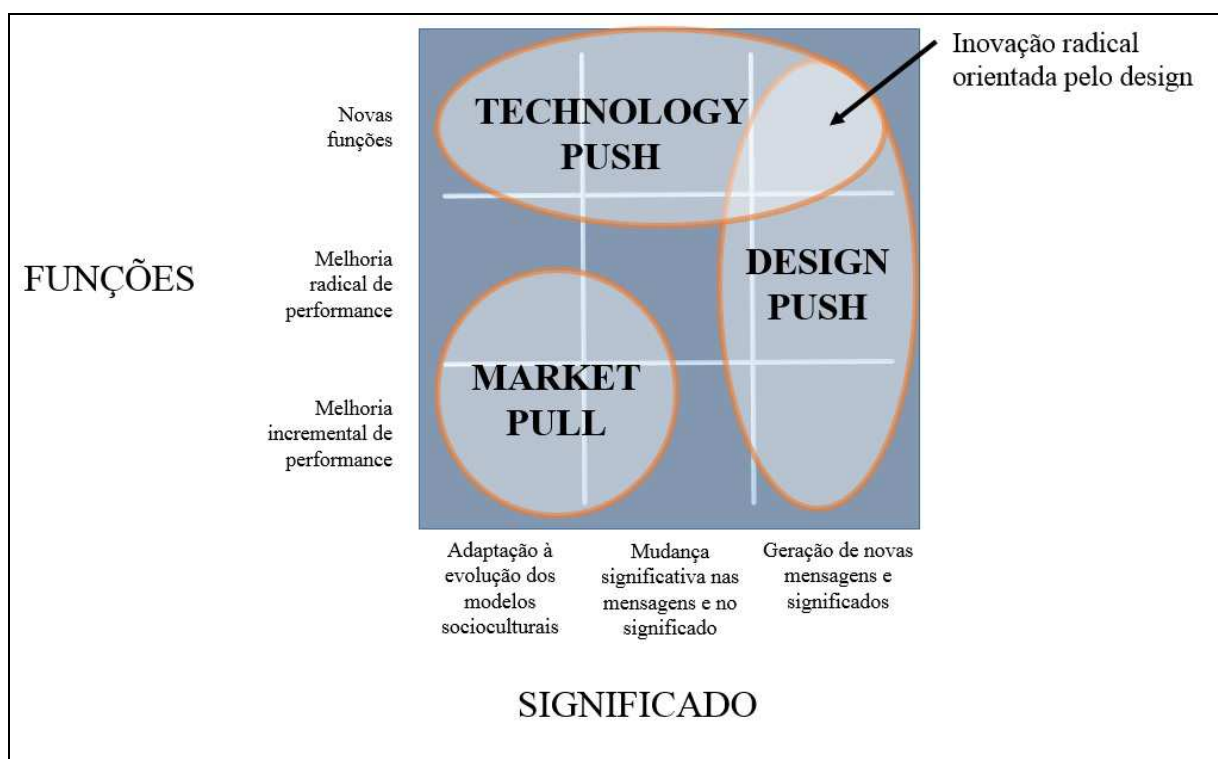 Inovação radical
orientada pelo design
TECHNOLOGY
PUSH
Novas
funções
FUNÇÕES
Melhoria
radical de
performance
DESIGN
PUSH
MARKET
PULL
Melhoria
incremental de
performance
Adaptação à
evolução dos
modelos
socioculturais
Mudança
significativa nas
mensagens e no
significado
Geração de novas
mensagens e
significados
SIGNIFICADO